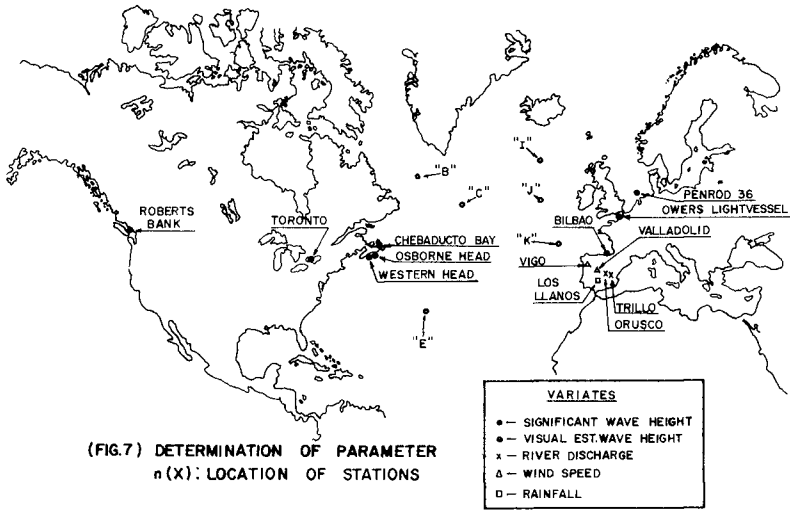 "I"
"B"
"C"
"J"
PENROD 36
OWERS LIGHTVESSEL
ROBERTS
BANK
TORONTO
BILBAO
VALLADOLID
CHEBADUCTO BAY
"K"
OSBORNE HEAD
VIGO
WESTERN HEAD
LOS
LLANOS
TRILLO
ORUSCO
"E"
VARIATES
● — SIGNIFICANT WAVE HEIGHT
● — VISUAL EST. WAVE HEIGHT
x — RIVER DISCHARGE
△ — WIND SPEED
□ — RAINFALL
(FIG.7) DETERMINATION OF PARAMETER
n(X): LOCATION OF STATIONS